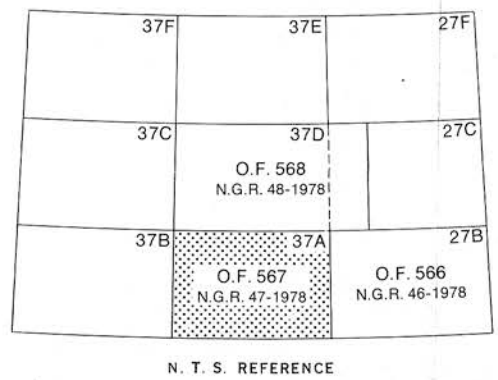 37F 37E 27F
37C 37D 27C
O.F. 568
N.G.R. 48-1978
37B 37A 27B
O.F. 567 O.F. 566
N.G.R. 47-1978 N.G.R. 46-1978
N. T. S. REFERENCE